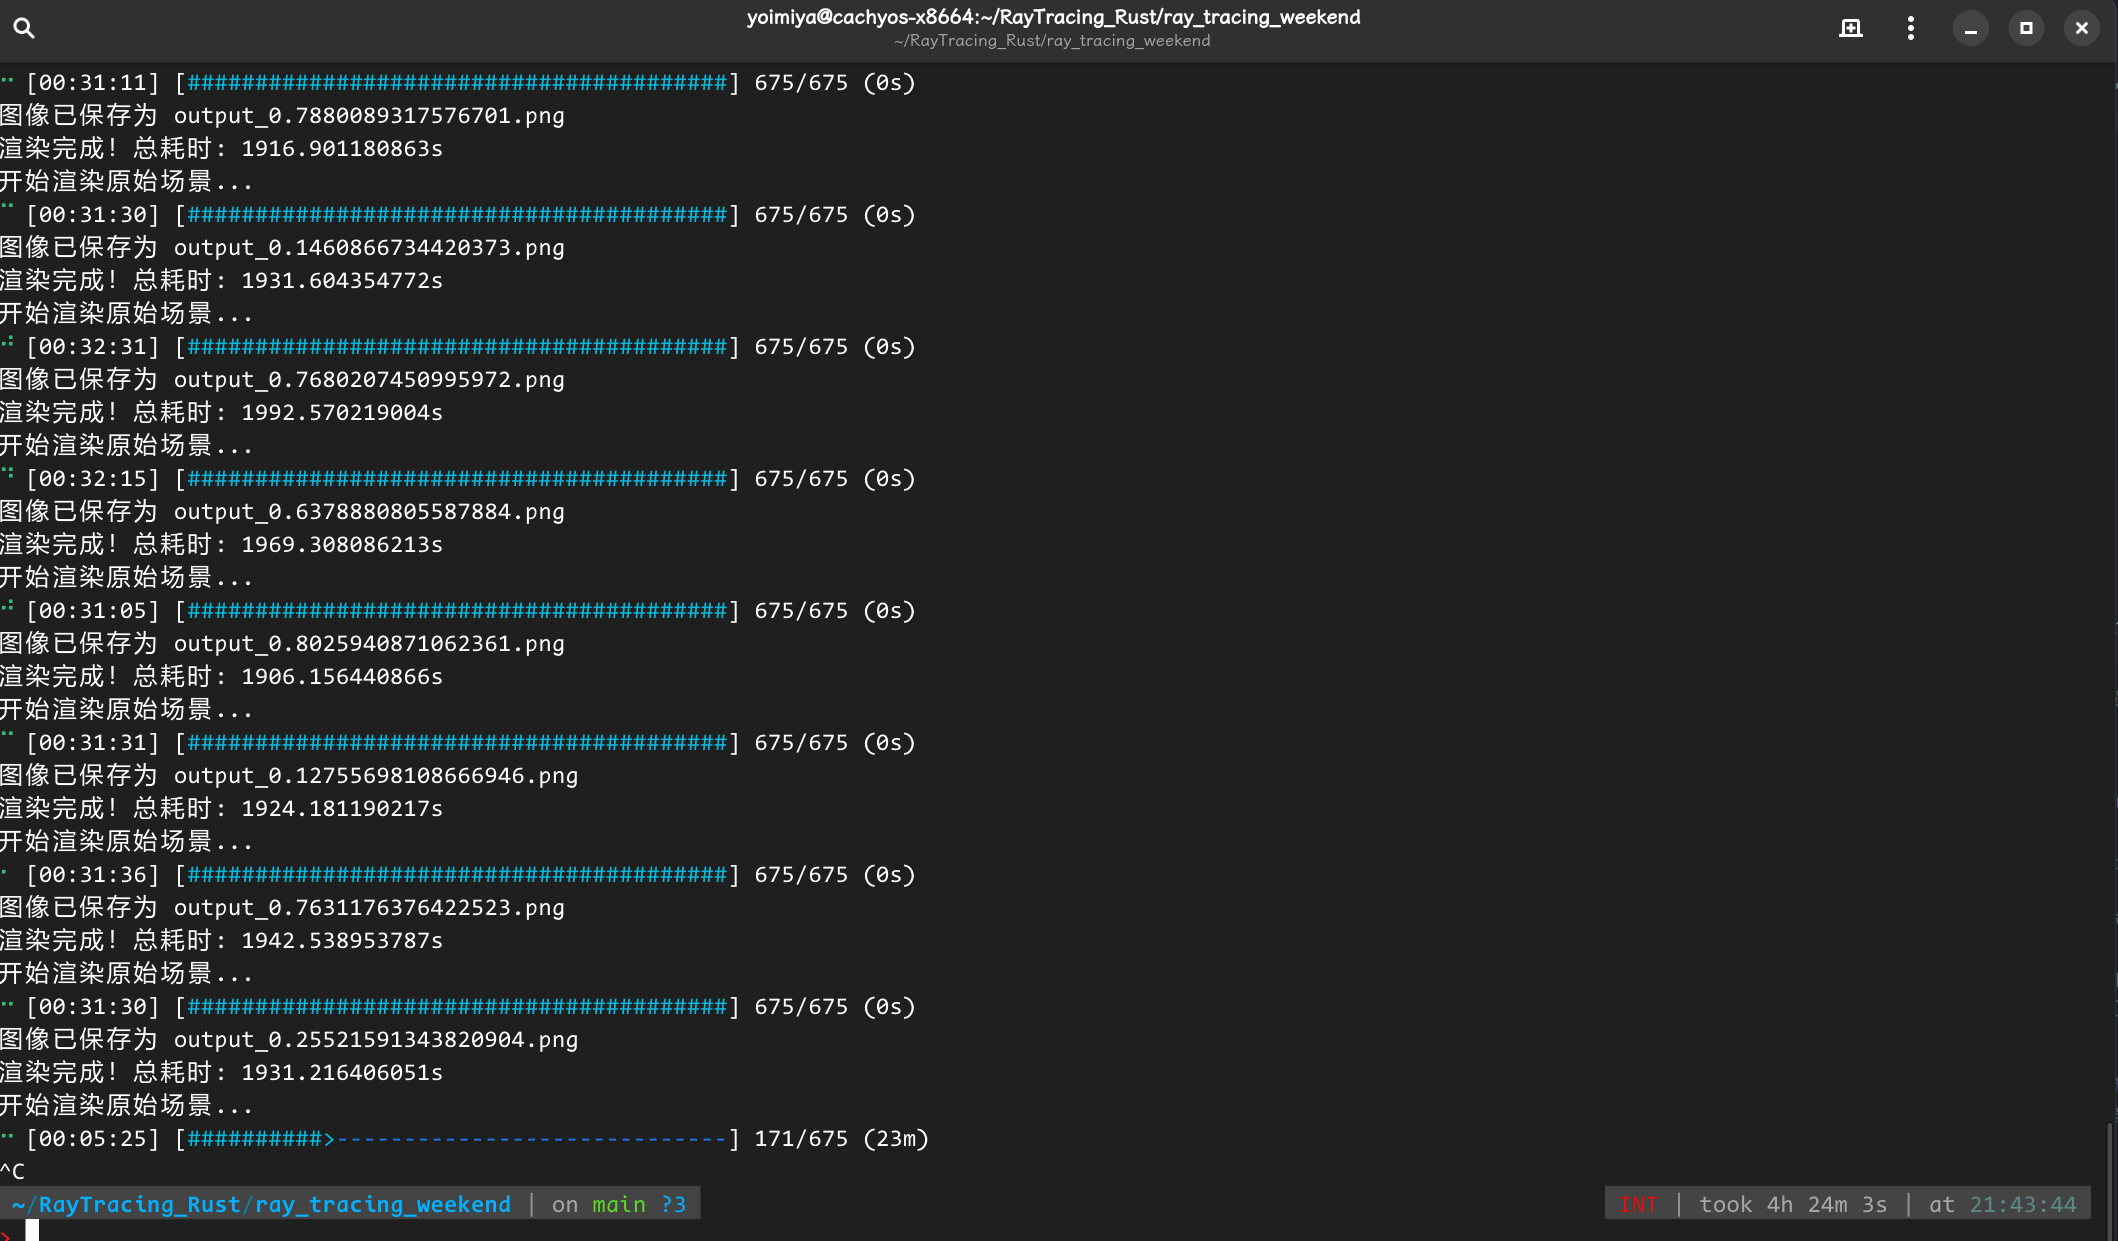 yoimiya@cachyos-x8664:~/RayTracing_Rust/ray_tracing_weekend
~/RayTracing_Rust/ray_tracing_weekend
[00:31:11] [########################################] 675/675 (0s)
图像已保存为 output_0.7880089317576701.png
渲染完成! 总耗时: 1916.901180863s
开始渲染原始场景...
[00:31:30] [########################################] 675/675 (0s)
图像已保存为 output_0.1460866734420373.png
渲染完成! 总耗时: 1931.604354772s
开始渲染原始场景...
[00:32:31] [########################################] 675/675 (0s)
图像已保存为 output_0.7680207450995972.png
渲染完成! 总耗时: 1992.570219004s
开始渲染原始场景...
[00:32:15] [########################################] 675/675 (0s)
图像已保存为 output_0.6378880805587884.png
渲染完成! 总耗时: 1969.308086213s
开始渲染原始场景...
[00:31:05] [########################################] 675/675 (0s)
图像已保存为 output_0.8025940871062361.png
渲染完成! 总耗时: 1906.156440866s
开始渲染原始场景...
[00:31:31] [########################################] 675/675 (0s)
图像已保存为 output_0.12755698108666946.png
渲染完成! 总耗时: 1924.181190217s
开始渲染原始场景...
[00:31:36] [########################################] 675/675 (0s)
图像已保存为 output_0.7631176376422523.png
渲染完成! 总耗时: 1942.538953787s
开始渲染原始场景...
[00:31:30] [########################################] 675/675 (0s)
图像已保存为 output_0.25521591343820904.png
渲染完成! 总耗时: 1931.216406051s
开始渲染原始场景...
[00:05:25] [##########>-----------------------------] 171/675 (23m)
^C
~/RayTracing_Rust/ray_tracing_weekend | on main ?3 INT | took 4h 24m 3s | at 21:43:44
>